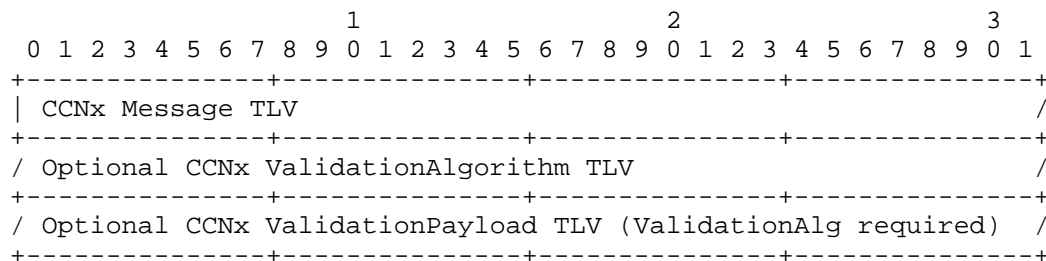 1                   2                   3
 0 1 2 3 4 5 6 7 8 9 0 1 2 3 4 5 6 7 8 9 0 1 2 3 4 5 6 7 8 9 0 1
+---------------+---------------+---------------+---------------+
| CCNx Message TLV                                              /
+---------------+---------------+---------------+---------------+
/ Optional CCNx ValidationAlgorithm TLV                         /
+---------------+---------------+---------------+---------------+
/ Optional CCNx ValidationPayload TLV (ValidationAlg required)  /
+---------------+---------------+---------------+---------------+